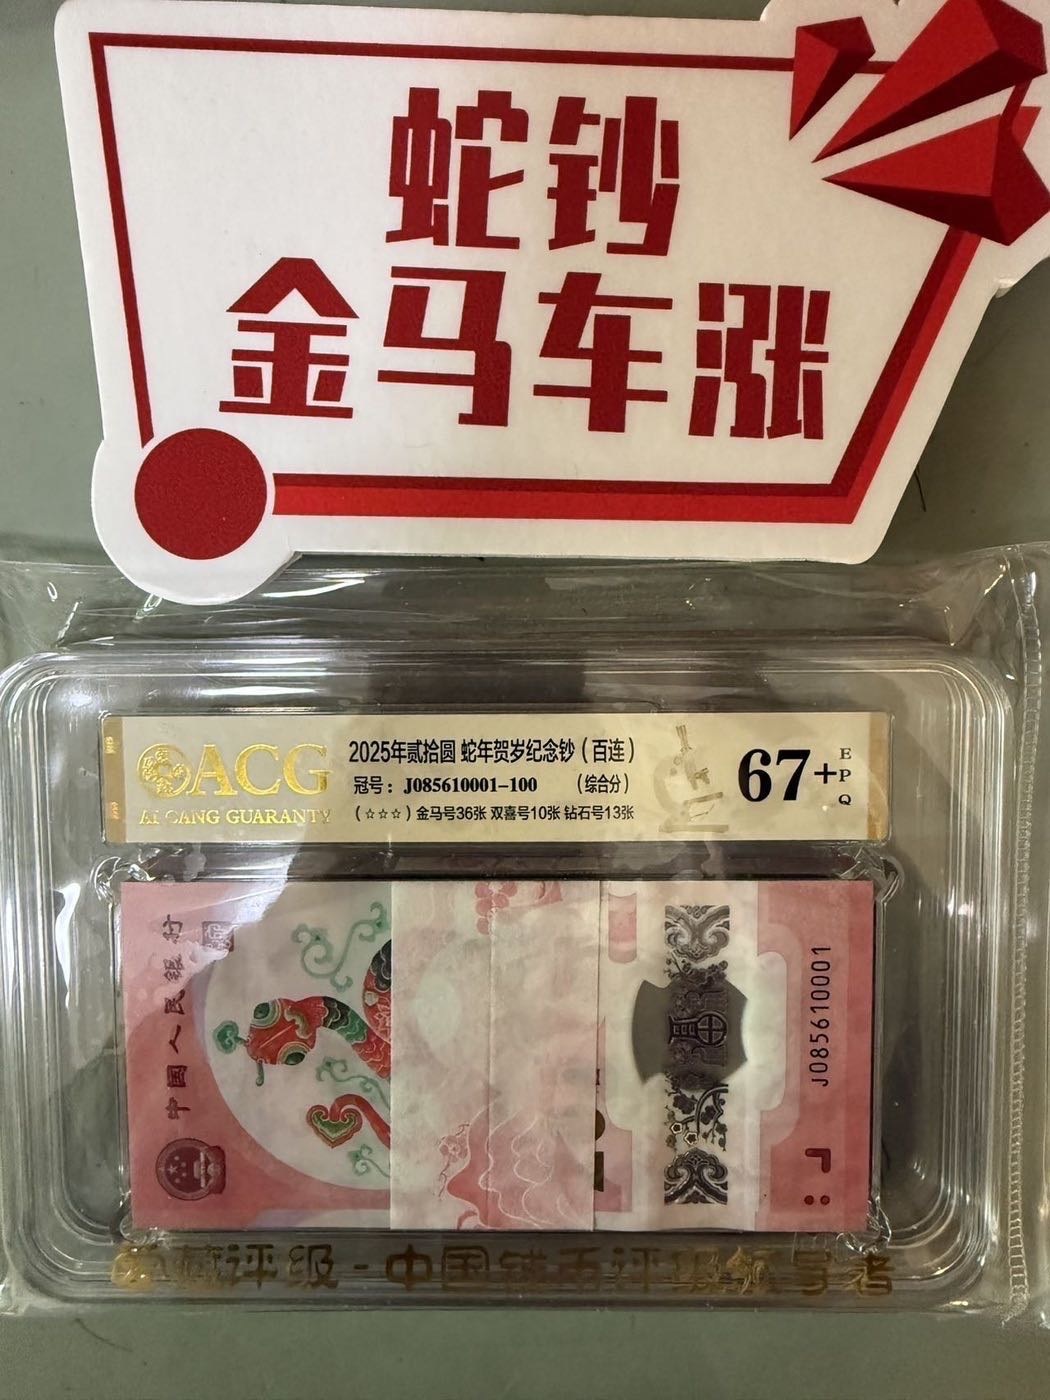 蛇钞
金马车涨
ACG
AI CANG GUARANTY
2025年贰拾圆 蛇年贺岁纪念钞(百连)
冠号：J085610001-100 (综合分)
(☆☆☆)金马号36张 双喜号10张 钻石号13张
67+
EPQ
中国人民银行
J085610001
爱藏评级-中国钱币评级领导者